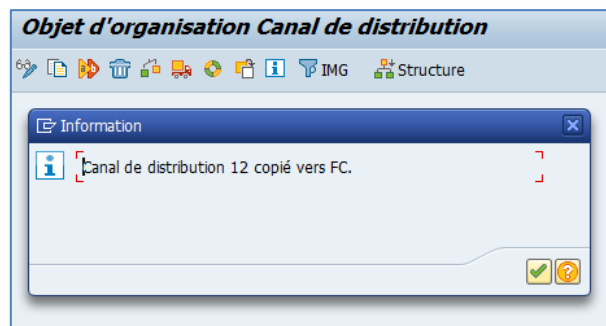 Objet d'organisation Canal de distribution
IMG Structure
Information
Canal de distribution 12 copié vers FC.